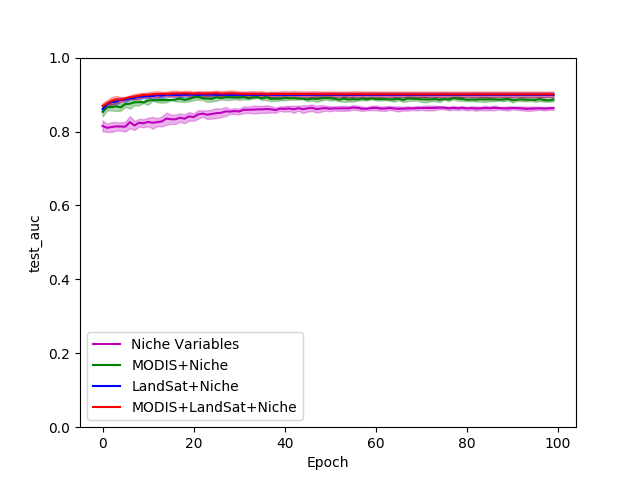 1.0
0.8
0.6
0.4
0.2
0.0
test_auc
Niche Variables
MODIS+Niche
LandSat+Niche
MODIS+LandSat+Niche
0 20 40 60 80 100
Epoch